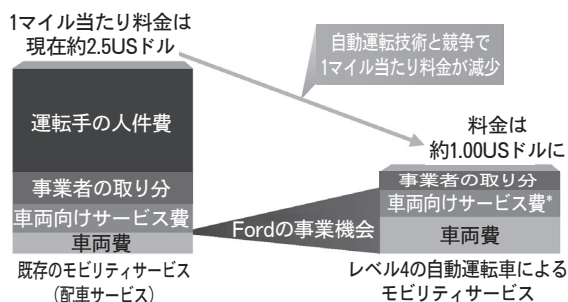 1マイル当たり料金は
現在約2.5USドル
自動運転技術と競争で
1マイル当たり料金が減少
運転手の人件費
事業者の取り分
車両向けサービス費
車両費
既存のモビリティサービス
(配車サービス)
Fordの事業機会
料金は
約1.00USドルに
事業者の取り分
車両向けサービス費*
車両費
レベル4の自動運転車による
モビリティサービス